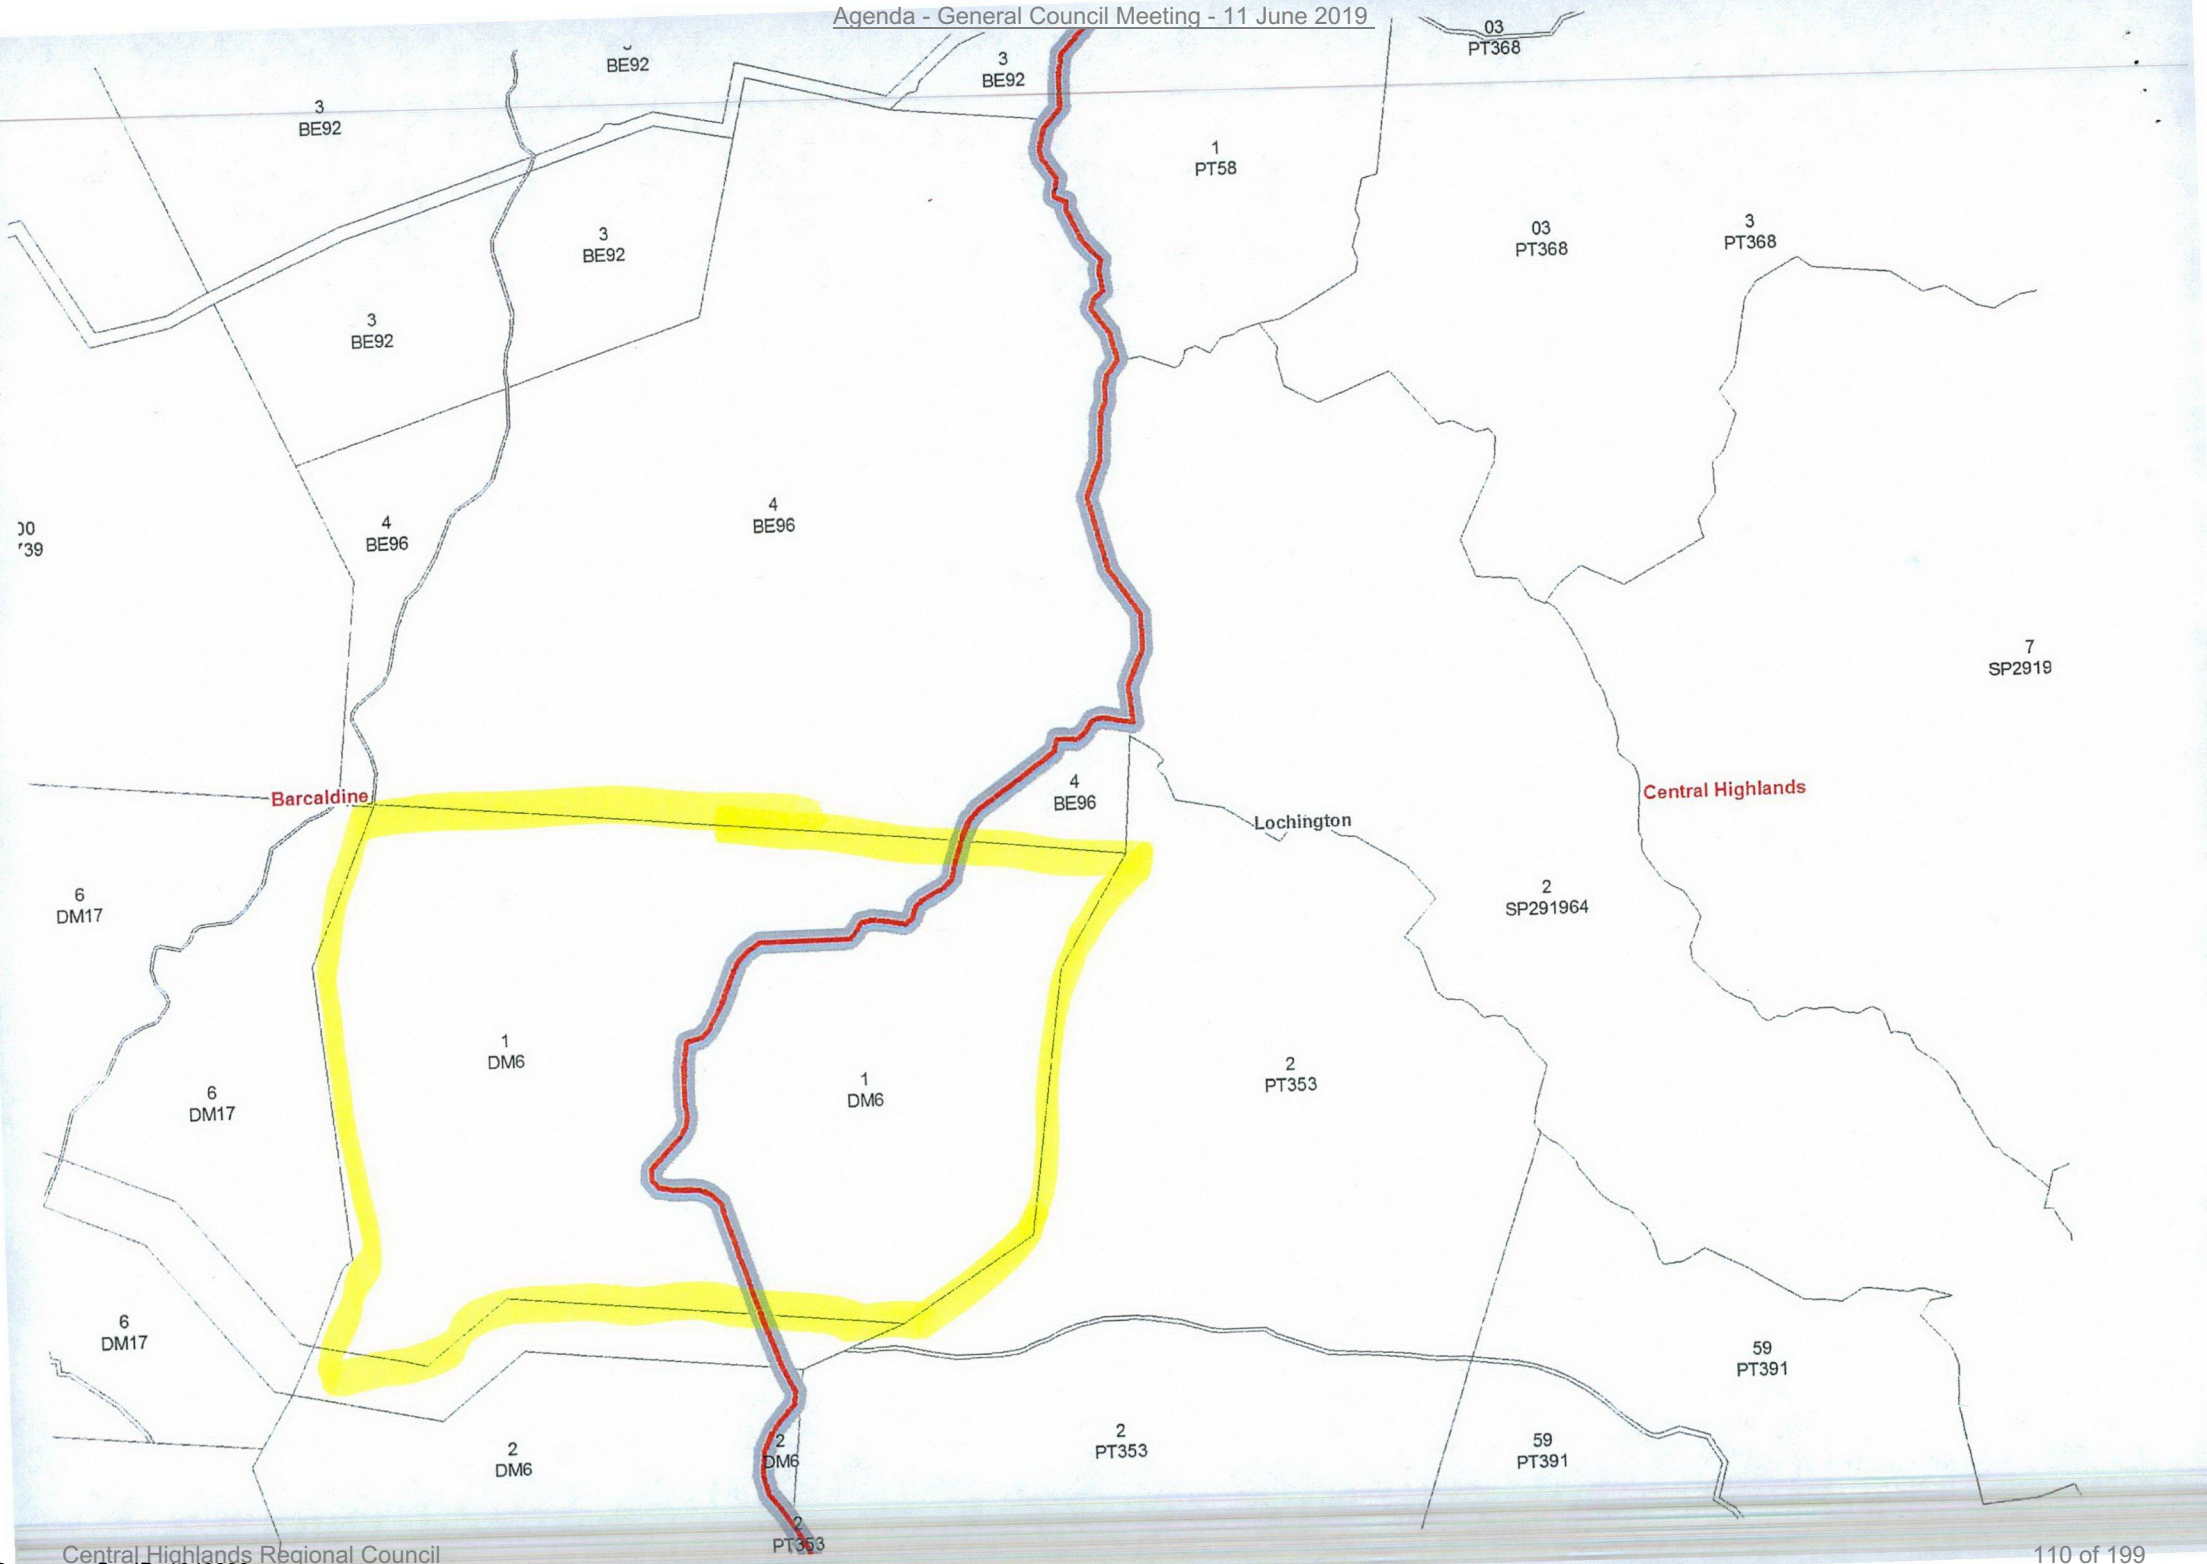 Agenda - General Council Meeting - 11 June 2019
03
PT368
BE92
3
BE92
3
BE92
1
PT58
3
BE92
03
PT368
3
PT368
3
BE92
4
BE96
4
BE96
7
SP2919
Barcaldine
4
BE96
Central Highlands
Lochington
6
DM17
2
SP291964
1
DM6
1
DM6
2
PT353
6
DM17
6
DM17
59
PT391
2
DM6
2
DM6
2
PT353
59
PT391
2
PT353
Central Highlands Regional Council
110 of 199